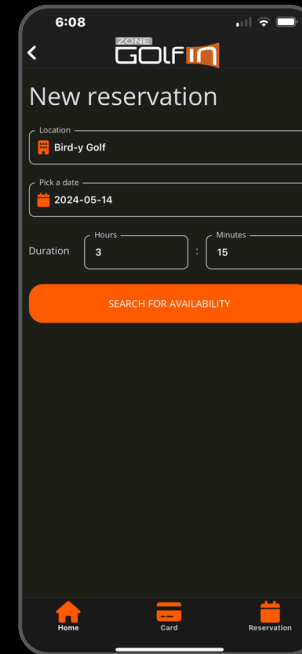 6:08
ZONE
GOLFIN
New reservation
Location
Bird-y Golf
Pick a date
2024-05-14
Hours
Minutes
Duration
3
:
15
SEARCH FOR AVAILABILITY
Home
Card
Reservation